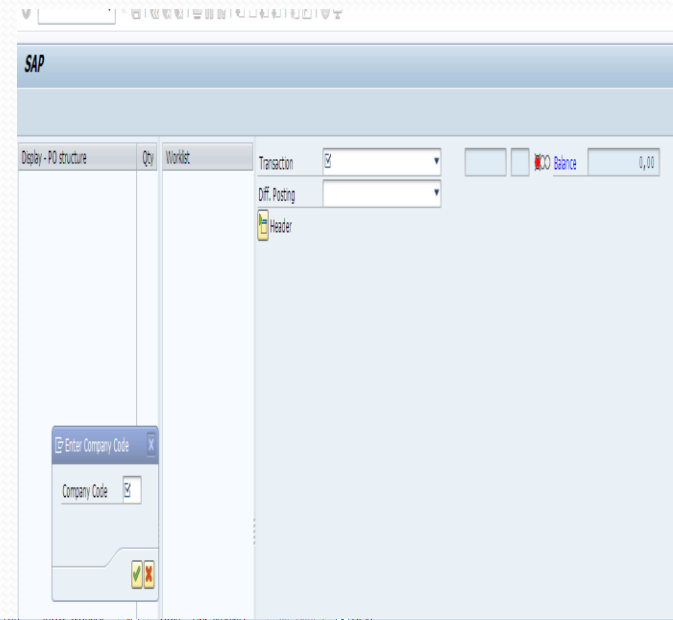 SAP
Display - PO structure Qty Worklist
Transaction Balance 0,00
Diff. Posting
Header
Enter Company Code
Company Code